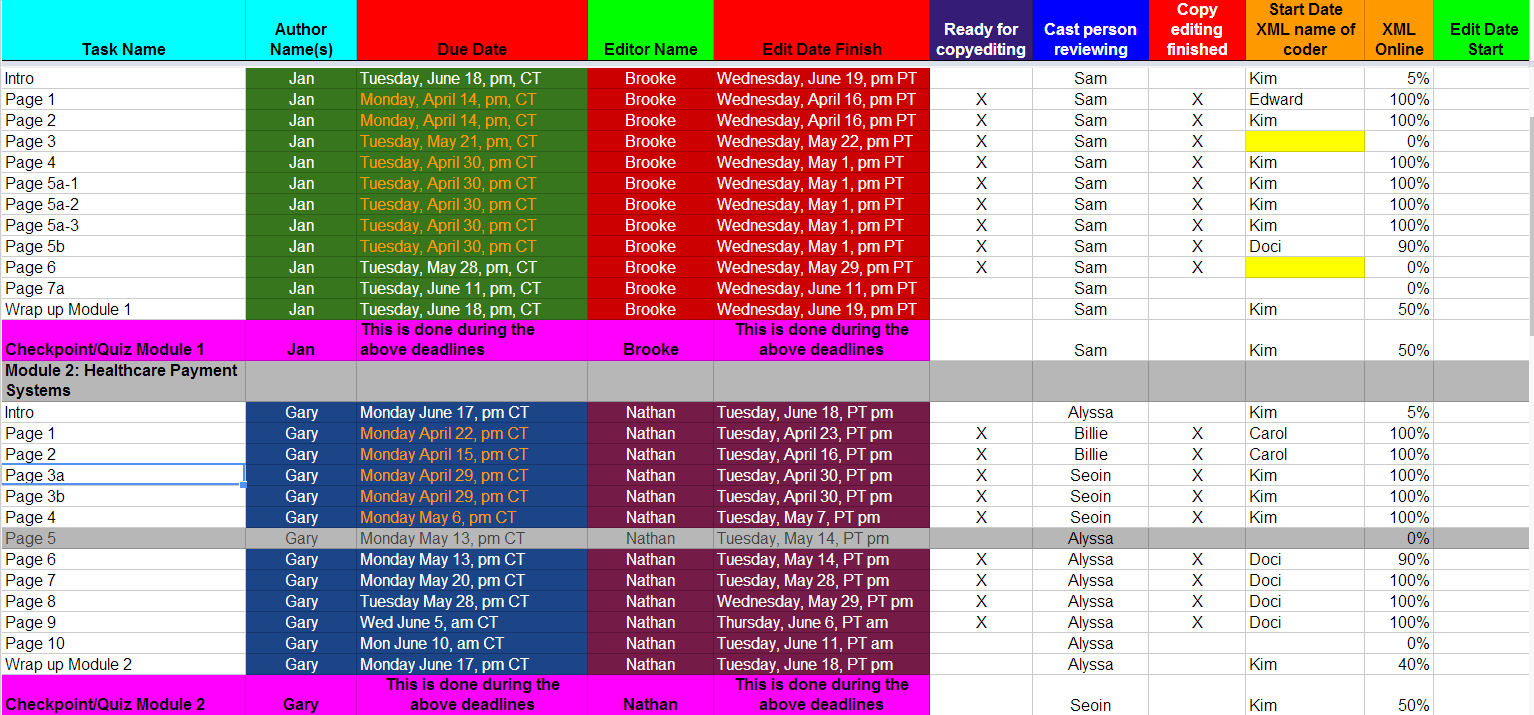 Task Name Author Name(s) Due Date Editor Name Edit Date Finish Ready for copyediting Cast person reviewing Copy editing finished Start Date XML name of coder XML Online Edit Date Start
Intro Jan Tuesday, June 18, pm, CT Brooke Wednesday, June 19, pm PT Sam Kim 5%
Page 1 Jan Monday, April 14, pm, CT Brooke Wednesday, April 16, pm PT X Sam X Edward 100%
Page 2 Jan Monday, April 14, pm, CT Brooke Wednesday, April 16, pm PT X Sam X Kim 100%
Page 3 Jan Tuesday, May 21, pm, CT Brooke Wednesday, May 22, pm PT X Sam X 0%
Page 4 Jan Tuesday, April 30, pm CT Brooke Wednesday, May 1, pm PT X Sam X Kim 100%
Page 5a-1 Jan Tuesday, April 30, pm CT Brooke Wednesday, May 1, pm PT X Sam X Kim 100%
Page 5a-2 Jan Tuesday, April 30, pm CT Brooke Wednesday, May 1, pm PT X Sam X Kim 100%
Page 5a-3 Jan Tuesday, April 30, pm CT Brooke Wednesday, May 1, pm PT X Sam X Kim 100%
Page 5b Jan Tuesday, April 30, pm CT Brooke Wednesday, May 1, pm PT X Sam X Doci 90%
Page 6 Jan Tuesday, May 28, pm, CT Brooke Wednesday, May 29, pm PT X Sam X 0%
Page 7a Jan Tuesday, June 11, pm, CT Brooke Wednesday, June 11, pm PT Sam 0%
Wrap up Module 1 Jan Tuesday, June 18, pm, CT Brooke Wednesday, June 19, pm PT Sam Kim 50%
Checkpoint/Quiz Module 1 Jan This is done during the above deadlines Brooke This is done during the above deadlines Sam Kim 50%
Module 2: Healthcare Payment
Systems
Intro Gary Monday June 17, pm CT Nathan Tuesday, June 18, PT pm Alyssa Kim 5%
Page 1 Gary Monday April 22, pm CT Nathan Tuesday, April 23, PT pm X Billie X Carol 100%
Page 2 Gary Monday April 15, pm CT Nathan Tuesday, April 16, PT pm X Billie X Carol 100%
Page 3a Gary Monday April 29, pm CT Nathan Tuesday, April 30, PT pm X Seoin X Kim 100%
Page 3b Gary Monday April 29, pm CT Nathan Tuesday, April 30, PT pm X Seoin X Kim 100%
Page 4 Gary Monday May 6, pm CT Nathan Tuesday, May 7, PT pm X Seoin X Kim 100%
Page 5 Gary Monday May 13, pm CT Nathan Tuesday, May 14, PT pm Alyssa 0%
Page 6 Gary Monday May 13, pm CT Nathan Tuesday, May 14, PT pm X Alyssa X Doci 90%
Page 7 Gary Monday May 20, pm CT Nathan Tuesday, May 28, PT pm X Alyssa X Doci 100%
Page 8 Gary Tuesday May 28, pm CT Nathan Wednesday, May 29, PT pm X Alyssa X Doci 100%
Page 9 Gary Wed June 5, am CT Nathan Thursday, June 6, PT am X Alyssa X Doci 100%
Page 10 Gary Mon June 10, am CT Nathan Tuesday, June 11, PT am Alyssa 0%
Wrap up Module 2 Gary Monday June 17, pm CT Nathan Tuesday, June 18, PT pm Alyssa Kim 40%
Checkpoint/Quiz Module 2 Gary This is done during the above deadlines Nathan This is done during the above deadlines Seoin Kim 50%